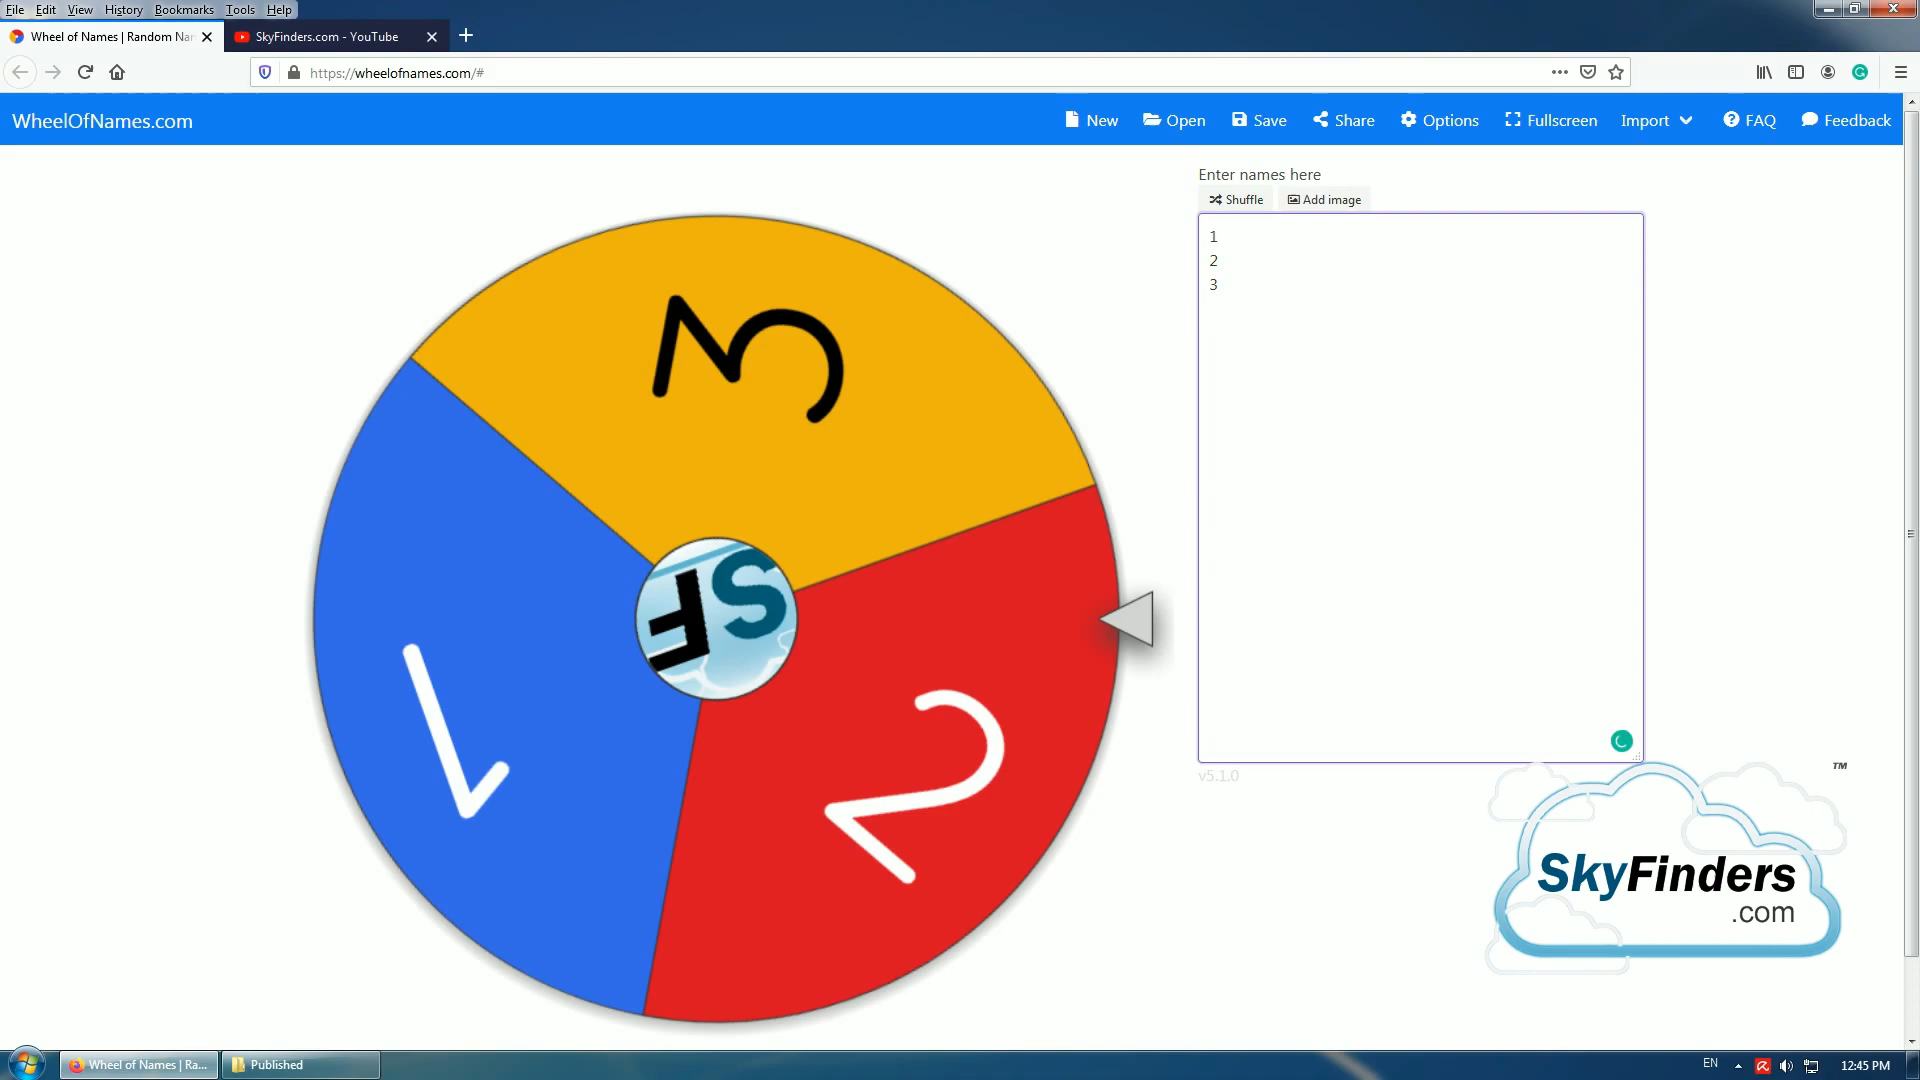 File Edit View History Bookmarks Tools Help
Wheel of Names | Random Na
SkyFinders.com - YouTube
https://wheelofnames.com/#
WheelOfNames.com
New Open Save Share Options Fullscreen Import FAQ Feedback
Enter names here
Shuffle Add image
1
2
3
3
1
2
SF
v5.1.0
TM
SkyFinders
.com
Wheel of Names | Ra...
Published
EN
12:45 PM